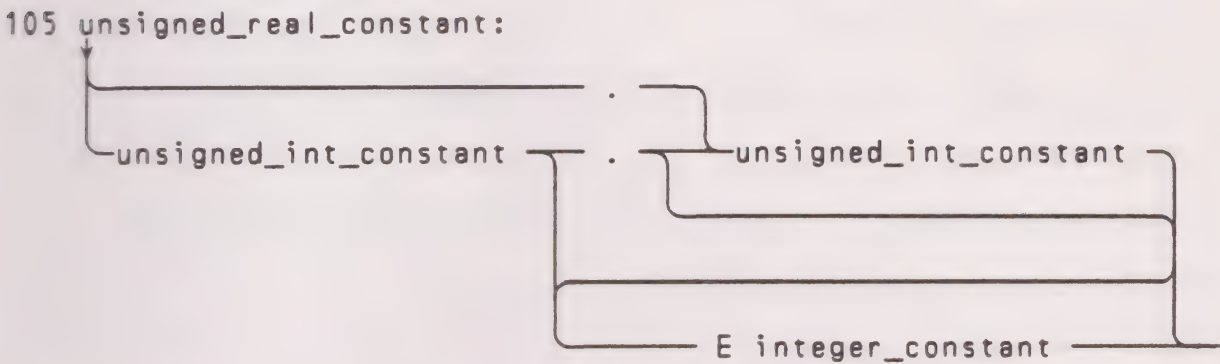 105 unsigned_real_constant:
.
unsigned_int_constant . unsigned_int_constant
E integer_constant